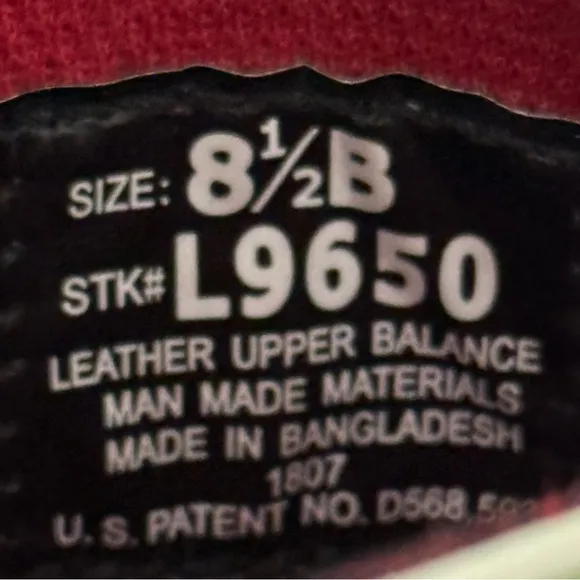 SIZE: 8½B
STK# L9650
LEATHER UPPER BALANCE
MAN MADE MATERIALS
MADE IN BANGLADESH
1807
U.S. PATENT NO.